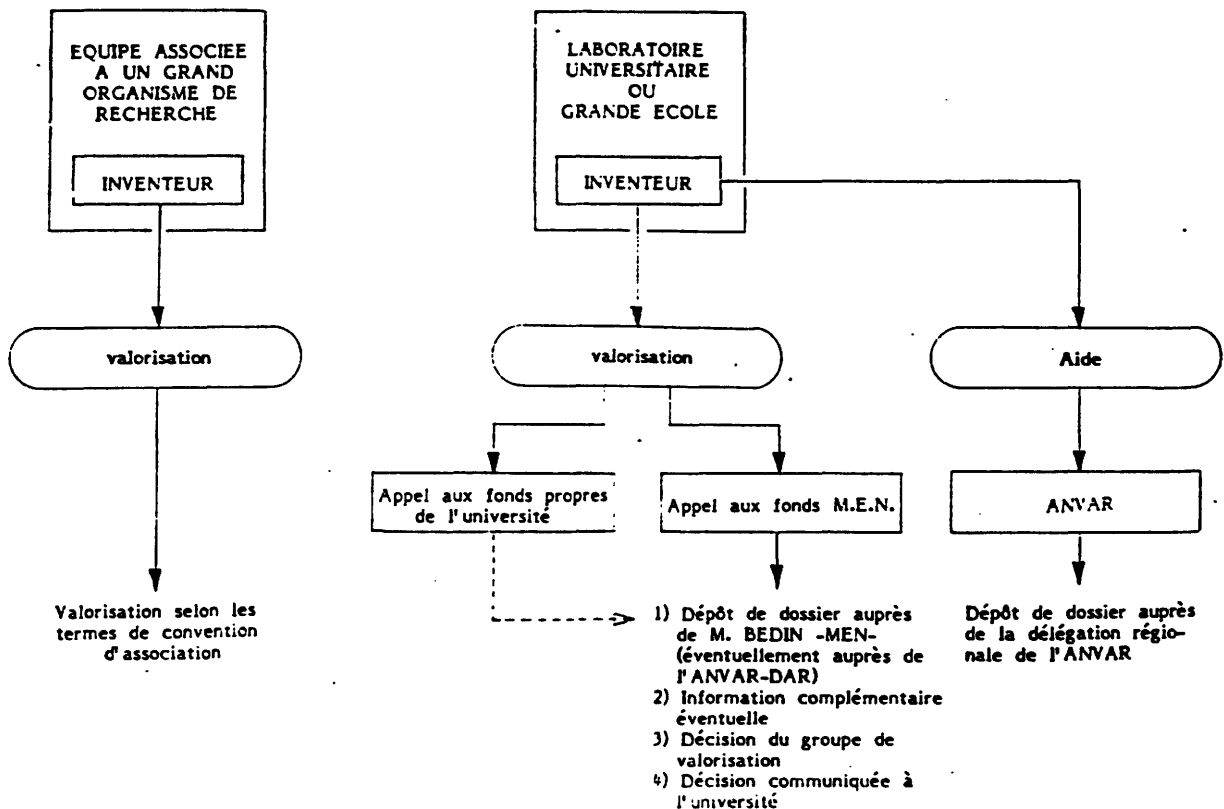 EQUIPE ASSOCIEE
A UN GRAND
ORGANISME DE
RECHERCHE
INVENTEUR
LABORATOIRE
UNIVERSITAIRE
OU
GRANDE ECOLE
INVENTEUR
valorisation
valorisation
Aide
Appel aux fonds propres
de l'université
Appel aux fonds M.E.N.
ANVAR
Valorisation selon les
termes de convention
d'association
1) Dépôt de dossier auprès
de M. BEDIN -MEN-
(éventuellement auprès de
l'ANVAR-DAR)
2) Information complémentaire
éventuelle
3) Décision du groupe de
valorisation
4) Décision communiquée à
l'université
Dépôt de dossier auprès
de la délégation régio-
nale de l'ANVAR